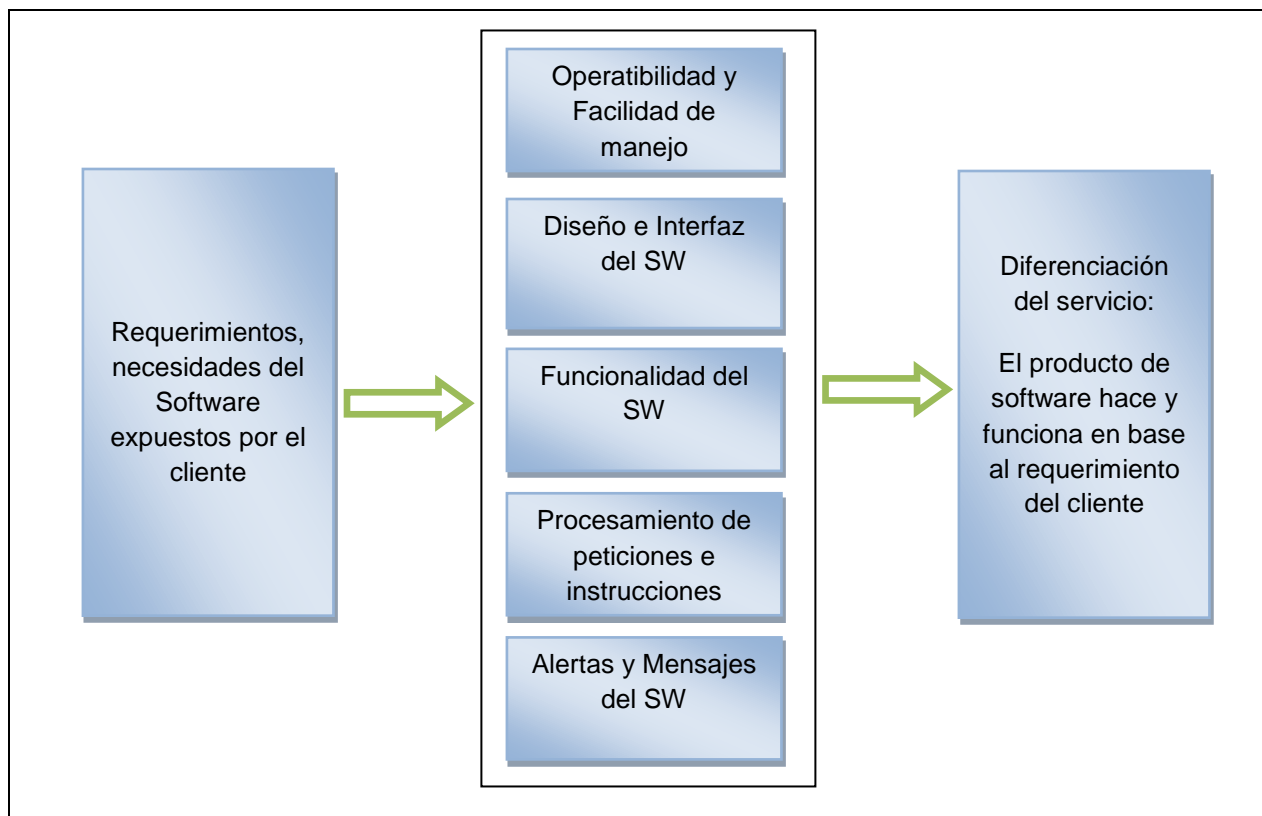 Requerimientos,
necesidades del
Software
expuestos por el
cliente
Operatibilidad y
Facilidad de
manejo
Diseño e Interfaz
del SW
Funcionalidad del
SW
Procesamiento de
peticiones e
instrucciones
Alertas y Mensajes
del SW
Diferenciación
del servicio:
El producto de
software hace y
funciona en base
al requerimiento
del cliente